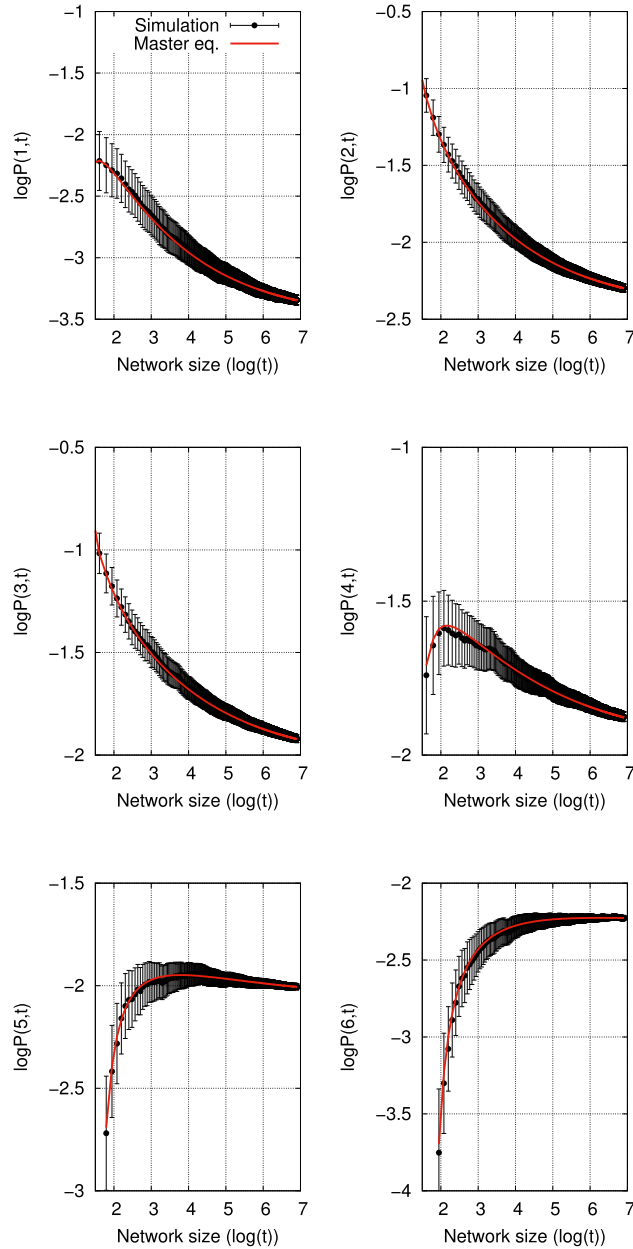 Simulation
Master eq.
logP(1,t)
−1
−1.5
−2
−2.5
−3
−3.5
2 3 4 5 6 7
Network size (log(t))
logP(2,t)
−0.5
−1
−1.5
−2
−2.5
2 3 4 5 6 7
Network size (log(t))
logP(3,t)
−0.5
−1
−1.5
−2
2 3 4 5 6 7
Network size (log(t))
logP(4,t)
−1
−1.5
−2
2 3 4 5 6 7
Network size (log(t))
logP(5,t)
−1.5
−2
−2.5
−3
2 3 4 5 6 7
Network size (log(t))
logP(6,t)
−2
−2.5
−3
−3.5
−4
2 3 4 5 6 7
Network size (log(t))